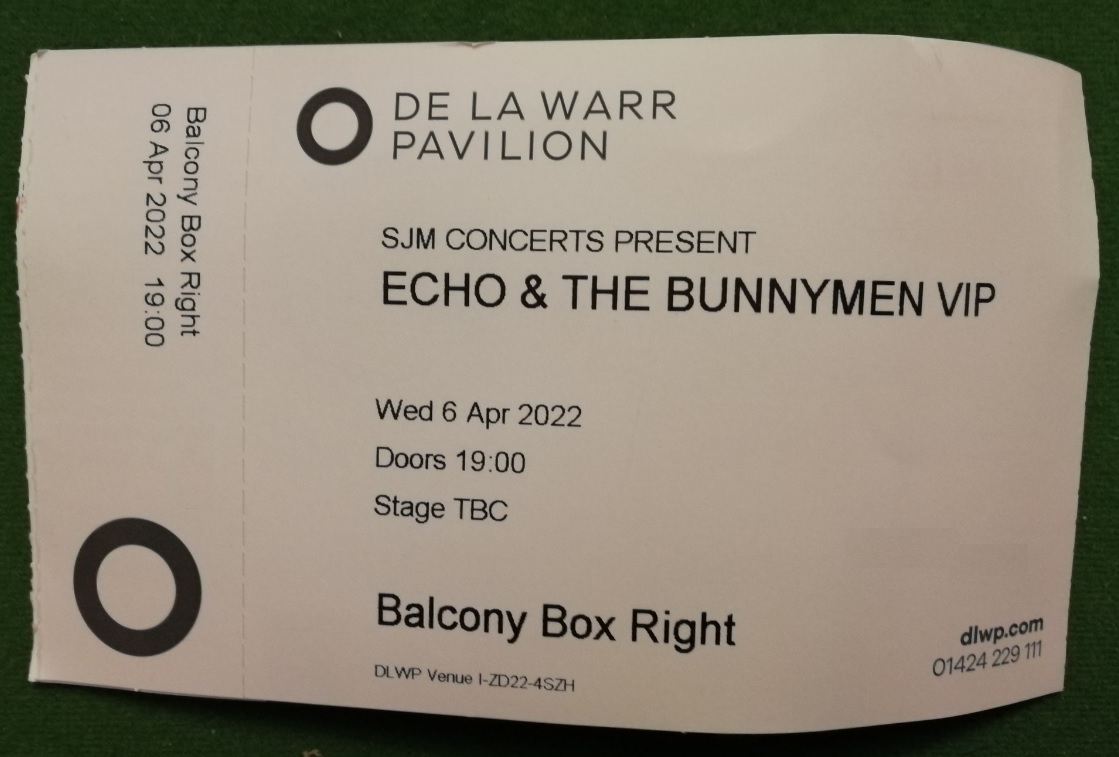 Balcony Box Right
06 Apr 2022 19:00
DE LA WARR
PAVILION
SJM CONCERTS PRESENT
ECHO & THE BUNNYMEN VIP
Wed 6 Apr 2022
Doors 19:00
Stage TBC
Balcony Box Right
DLWP Venue I-ZD22-4SZH
dlwp.com
01424 229 111